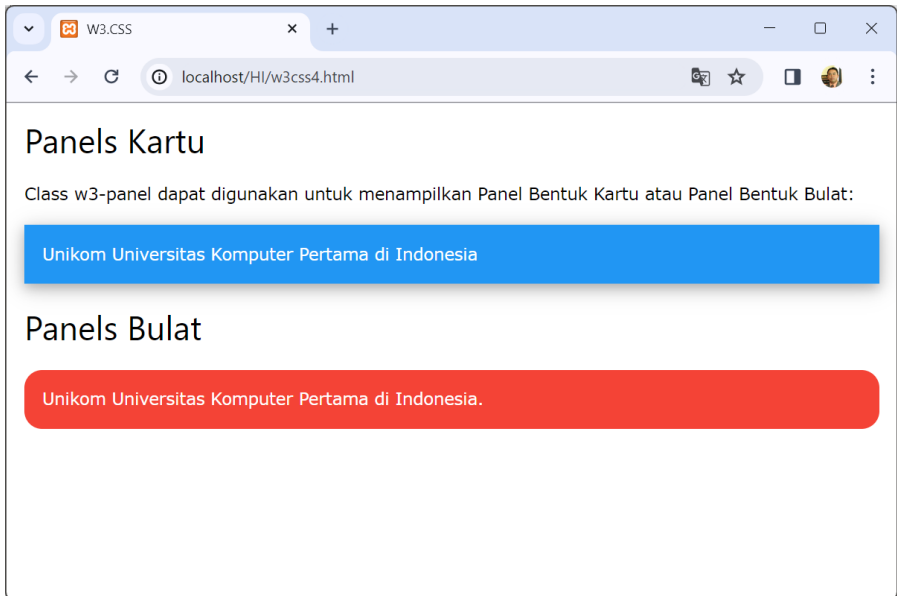 W3.CSS
localhost/HI/w3css4.html
Panels Kartu
Class w3-panel dapat digunakan untuk menampilkan Panel Bentuk Kartu atau Panel Bentuk Bulat:
Unikom Universitas Komputer Pertama di Indonesia
Panels Bulat
Unikom Universitas Komputer Pertama di Indonesia.